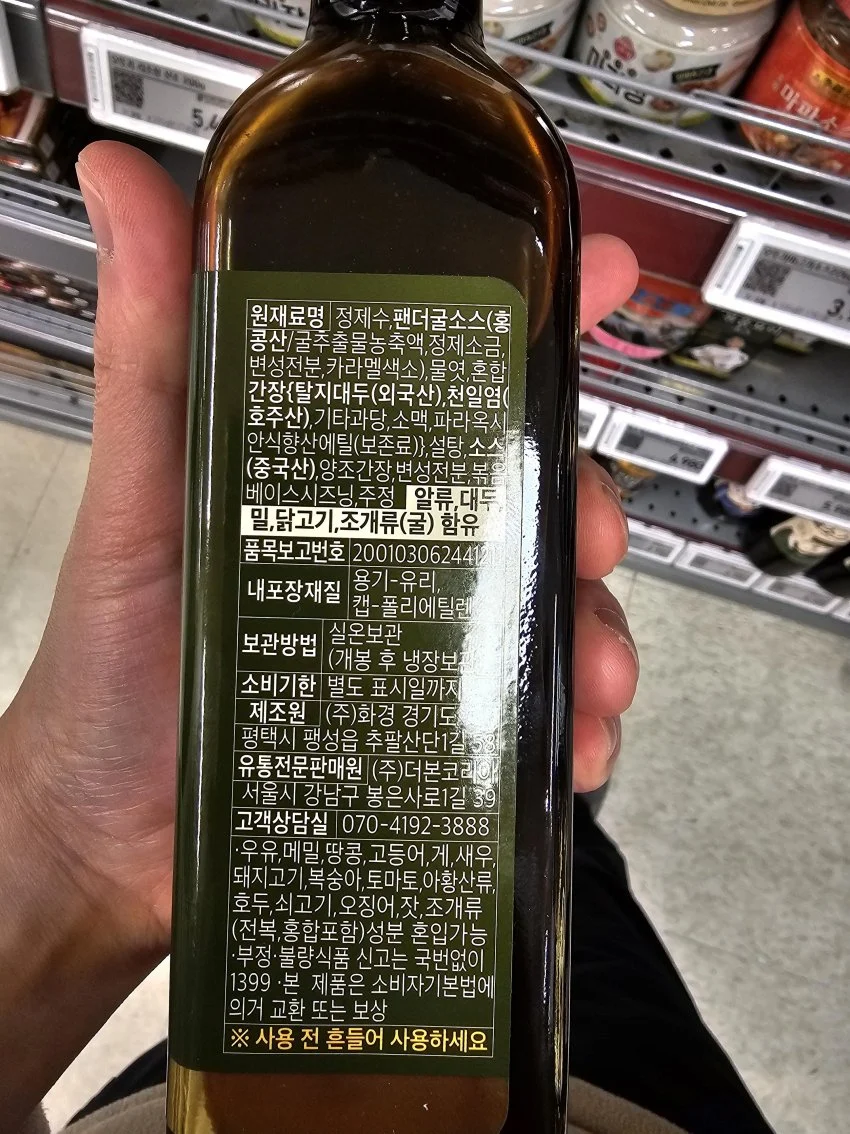 5.4
3.
원재료명 정제수,팬더굴소스(홍
콩산/굴추출물농축액,정제소금,
변성전분,카라멜색소),물엿,혼합
간장{탈지대두(외국산),천일염(
호주산),기타과당,소맥,파라옥시
안식향산에틸(보존료)},설탕,소스
(중국산),양조간장,변성전분,볶음
베이스시즈닝,주정 알류,대두,
밀,닭고기,조개류(굴) 함유
품목보고번호
내포장재질 용기-유리,
캡-폴리에틸렌
보관방법 실온보관
(개봉 후 냉장보관
소비기한 별도 표시일까지
제조원 (주)화경 경기도
평택시 팽성읍 추팔산단1길
유통전문판매원 (주)더본코리아
서울시 강남구 봉은사로1길 39
고객상담실 070-4192-3888
·우유,메밀,땅콩,고등어,게,새우,
돼지고기,복숭아,토마토,아황산류,
호두,쇠고기,오징어,잣,조개류
(전복,홍합포함)성분 혼입가능
·부정·불량식품 신고는 국번없이
1399 ·본 제품은 소비자기본법에
의거 교환 또는 보상
※ 사용 전 흔들어 사용하세요